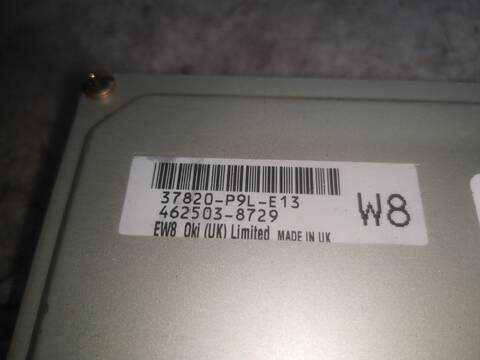 37820-P9L-E13
462503-8729
W8
EW8 Oki (UK) Limited MADE IN UK